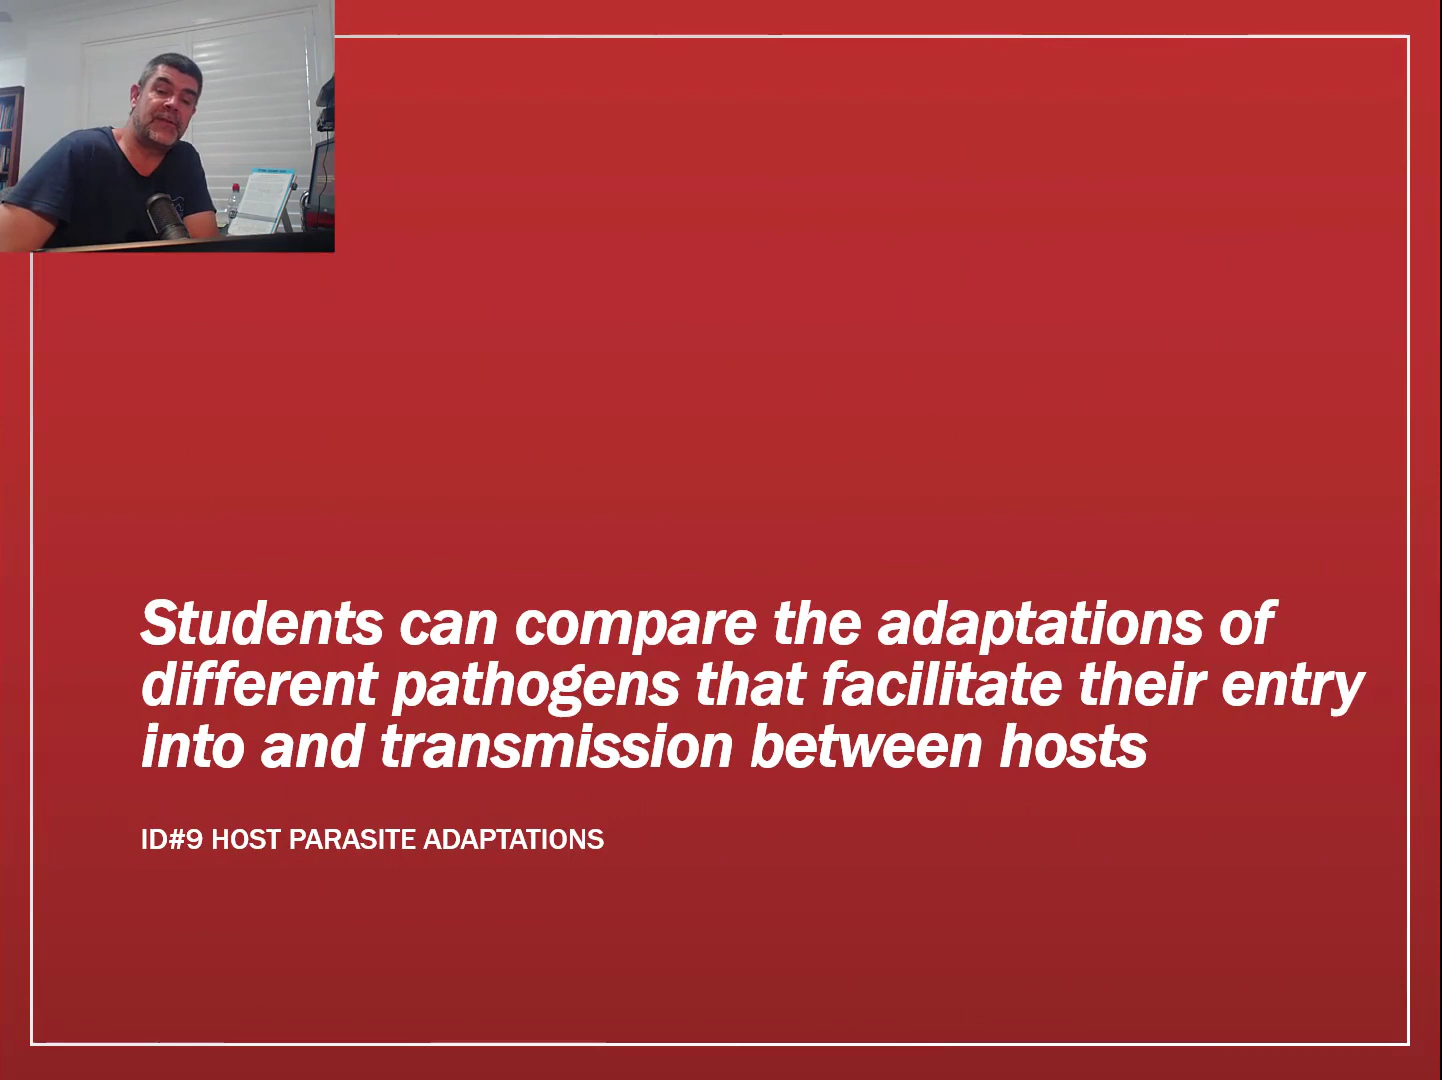 Students can compare the adaptations of
different pathogens that facilitate their entry
into and transmission between hosts
ID#9 HOST PARASITE ADAPTATIONS